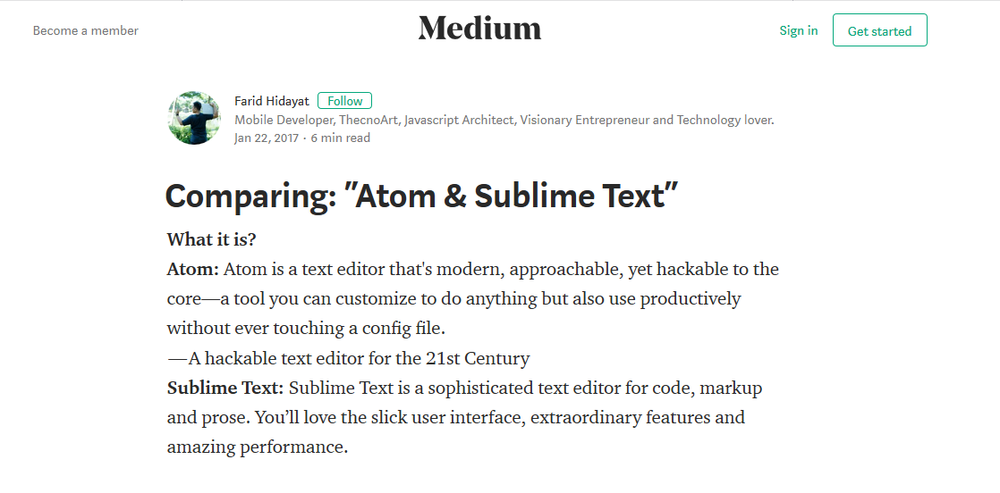 Become a member
Medium
Sign in
Get started
Farid Hidayat
Follow
Mobile Developer, ThecnoArt, Javascript Architect, Visionary Entrepreneur and Technology lover.
Jan 22, 2017 · 6 min read
Comparing: ”Atom & Sublime Text”
What it is?
Atom: Atom is a text editor that's modern, approachable, yet hackable to the
core—a tool you can customize to do anything but also use productively
without ever touching a config file.
—A hackable text editor for the 21st Century
Sublime Text: Sublime Text is a sophisticated text editor for code, markup
and prose. You’ll love the slick user interface, extraordinary features and
amazing performance.